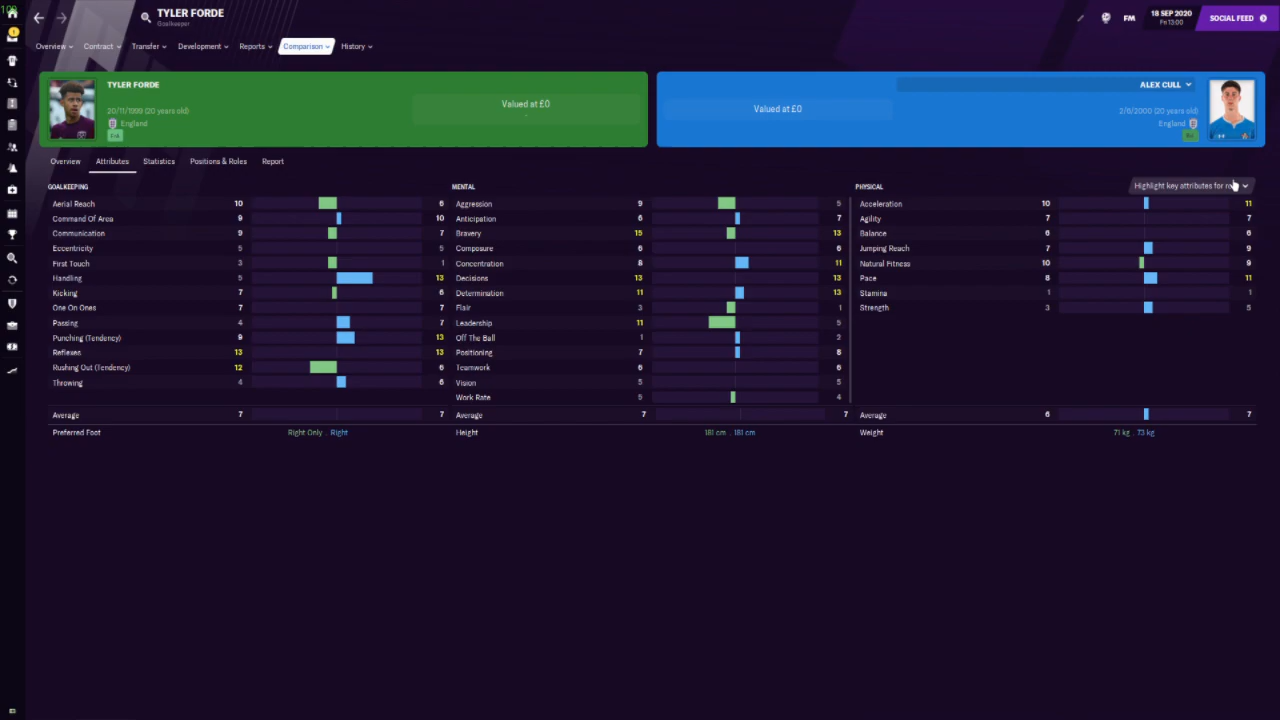 108
TYLER FORDE
Goalkeeper
18 SEP 2020
Fri 13:00
FM
SOCIAL FEED
Overview Contract Transfer Development Reports Comparison History
TYLER FORDE
20/11/1999 (20 years old)
England
Valued at £0
-
Valued at £0
ALEX CULL
England
Overview Attributes Statistics Positions & Roles Report
Highlight key attributes for
GOALKEEPING MENTAL PHYSICAL
Aerial Reach 10 6 Aggression 9 5 Acceleration 10 11
Command Of Area 9 10 Anticipation 6 7 Agility 7 7
Communication 9 7 Bravery 15 13 Balance 6 6
Eccentricity 5 5 Composure 6 6 Jumping Reach 7 9
First Touch 3 1 Concentration 8 11 Natural Fitness 10 9
Handling 5 13 Decisions 13 13 Pace 8 11
Kicking 7 6 Determination 11 13 Stamina 1 1
One On Ones 7 7 Flair 3 1 Strength 3 5
Passing 4 7 Leadership 11 5
Punching (Tendency) 9 13 Off The Ball 1 2
Reflexes 13 13 Positioning 7 8
Rushing Out (Tendency) 12 6 Teamwork 6 6
Throwing 4 6 Vision 5 5
Work Rate 5 4
Average 7 7 Average 7 7 Average 6 7
Preferred Foot Right Only . Right Height 181 cm . 181 cm Weight 71 kg . 73 kg